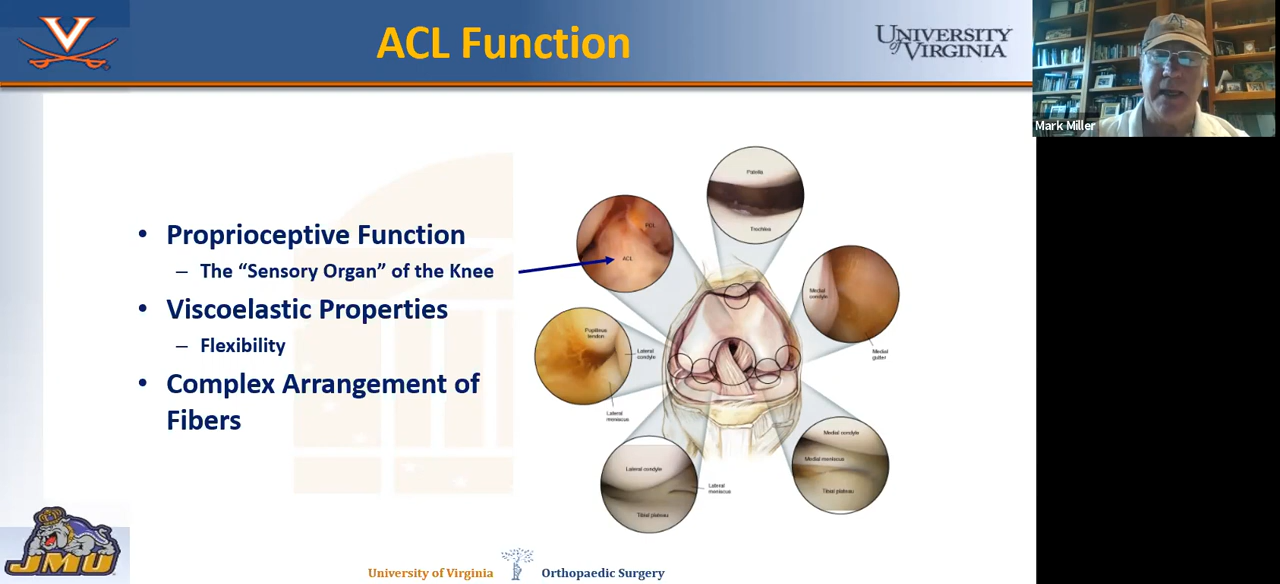 ACL Function
UNIVERSITY
of VIRGINIA
Mark Miller
• Proprioceptive Function
– The “Sensory Organ” of the Knee
• Viscoelastic Properties
– Flexibility
• Complex Arrangement of
Fibers
Patella
Trochlea
PCL
ACL
Medial
condyle
Medial
gutter
Popliteus
tendon
Lateral
condyle
Lateral
meniscus
Lateral condyle
Lateral
meniscus
Tibial plateau
Medial condyle
Medial meniscus
Tibial plateau
JMU
University of Virginia Orthopaedic Surgery